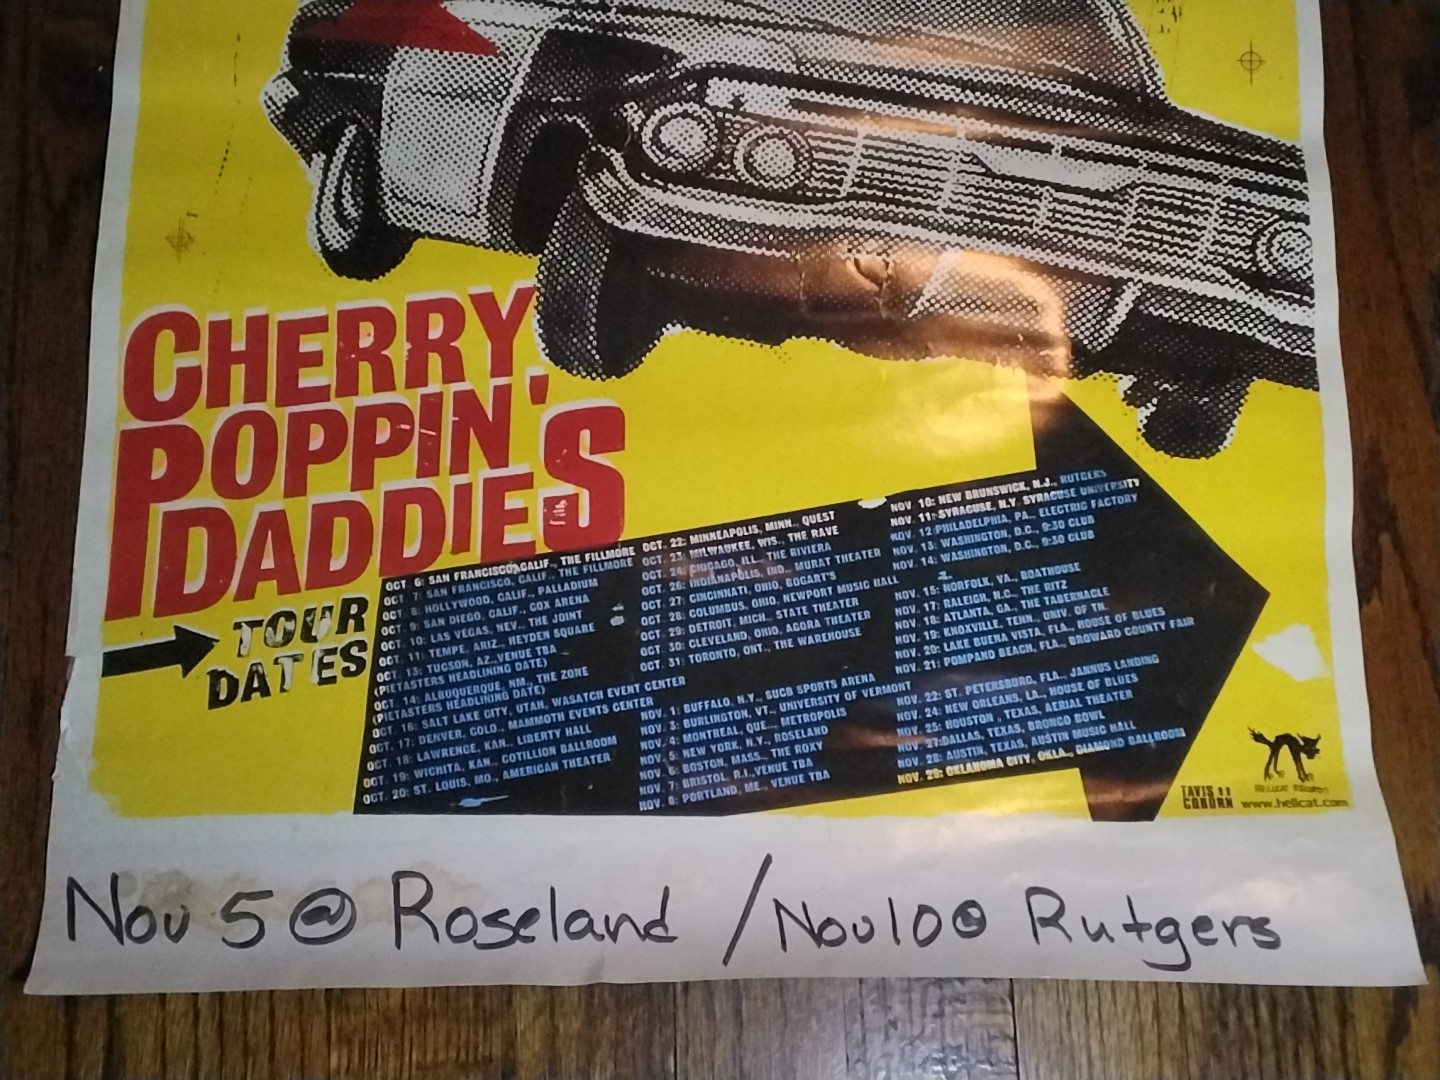 CHERRY
POPPIN'
DADDIES
TOUR
DATES
OCT 6: SAN FRANCISCO, CALIF., THE FILLMORE
OCT 7: SAN FRANCISCO, CALIF., THE FILLMORE
OCT 8: HOLLYWOOD, CALIF., PALLADIUM
OCT. 9: SAN DIEGO, CALIF., COX ARENA
OCT. 10: LAS VEGAS, NEV., THE JOINT
OCT. 11: TEMPE, ARIZ., HEYDEN SQUARE
OCT. 13: TUCSON, AZ., VENUE TBA
(PIETASTERS HEADLINING DATE)
OCT. 14: ALBUQUERQUE, NM., THE ZONE
(PIETASTERS HEADLINING DATE)
OCT. 16: SALT LAKE CITY, UTAH, WASATCH EVENT CENTER
OCT. 17: DENVER, COLO., MAMMOTH EVENTS CENTER
OCT. 18: LAWRENCE, KAN., LIBERTY HALL
OCT. 19: WICHITA, KAN., COTILLION BALLROOM
OCT. 20: ST. LOUIS, MO., AMERICAN THEATER
OCT. 22: MINNEAPOLIS, MINN., QUEST
OCT. 23: MILWAUKEE, WIS., THE RAVE
OCT. 24: CHICAGO, ILL., THE RIVIERA
OCT. 26: INDIANAPOLIS, IND., MURAT THEATER
OCT. 27: CINCINNATI, OHIO, BOGART'S
OCT. 28: COLUMBUS, OHIO, NEWPORT MUSIC HALL
OCT. 29: DETROIT, MICH., STATE THEATER
OCT. 30: CLEVELAND, OHIO, AGORA THEATER
OCT. 31: TORONTO, ONT., THE WAREHOUSE
NOV. 1: BUFFALO, N.Y., SUCB SPORTS ARENA
NOV. 3: BURLINGTON, VT., UNIVERSITY OF VERMONT
NOV. 4: MONTREAL, QUE., METROPOLIS
NOV. 5: NEW YORK, N.Y., ROSELAND
NOV. 6: BOSTON, MASS., THE ROXY
NOV. 7: BRISTOL, R.I., VENUE TBA
NOV. 8: PORTLAND, ME., VENUE TBA
NOV. 10: NEW BRUNSWICK, N.J., RUTGERS
NOV. 11: SYRACUSE, N.Y. SYRACUSE UNIVERSITY
NOV. 12: PHILADELPHIA, PA., ELECTRIC FACTORY
NOV. 13: WASHINGTON, D.C., 9:30 CLUB
NOV. 14: WASHINGTON, D.C., 9:30 CLUB
NOV. 15: NORFOLK, VA., BOATHOUSE
NOV. 17: RALEIGH, N.C., THE RITZ
NOV. 18: ATLANTA, GA., THE TABERNACLE
NOV. 19: KNOXVILLE, TENN., UNIV. OF TN.
NOV. 20: LAKE BUENA VISTA, FLA., HOUSE OF BLUES
NOV. 21: POMPANO BEACH, FLA., BROWARD COUNTY FAIR
NOV. 22: ST. PETERSBURG, FLA., JANNUS LANDING
NOV. 24: NEW ORLEANS, LA., HOUSE OF BLUES
NOV. 25: HOUSTON, TEXAS, AERIAL THEATER
NOV. 27: DALLAS, TEXAS, BRONCO BOWL
NOV. 28: AUSTIN, TEXAS, AUSTIN MUSIC HALL
NOV. 29: OKLAHOMA CITY, OKLA., DIAMOND BALLROOM
TAVIS
COBURN
HELLCAT RECORDS
www.hellcat.com
Nov 5 @ Roseland / Nov 10 @ Rutgers